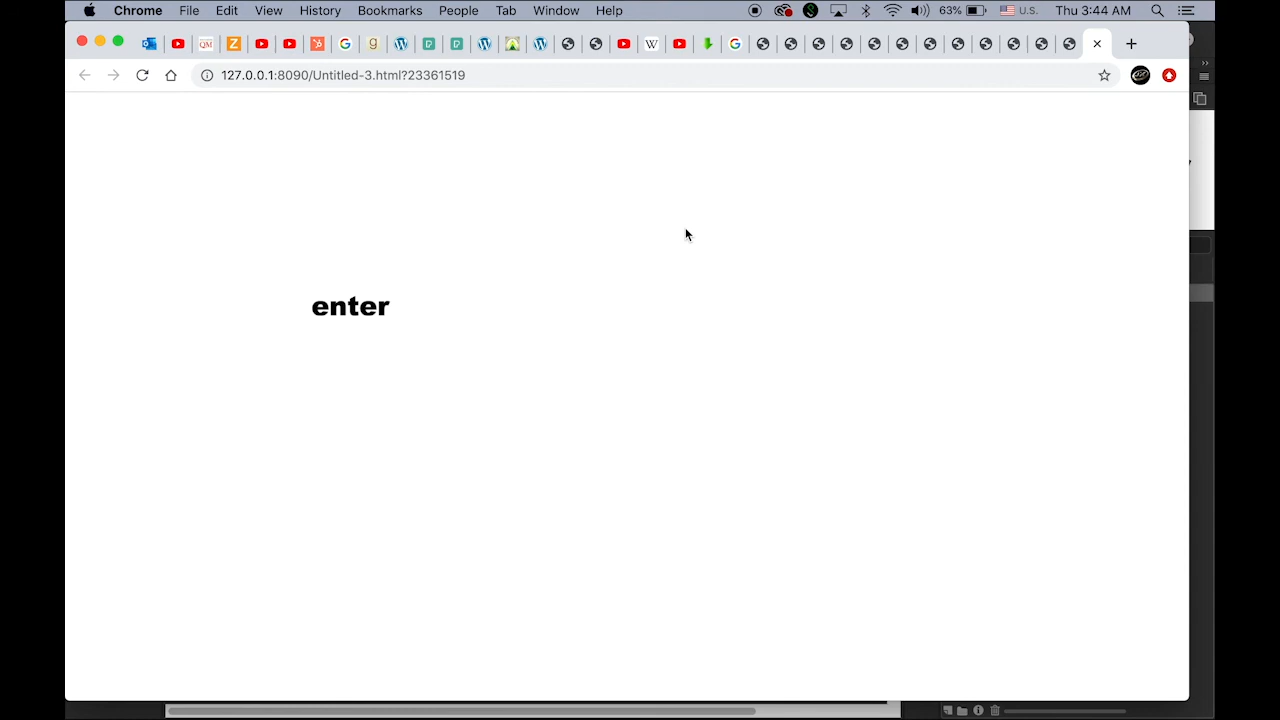 Chrome File Edit View History Bookmarks People Tab Window Help 63% U.S. Thu 3:44 AM
QM Z G g W G
127.0.0.1:8090/Untitled-3.html?23361519
enter